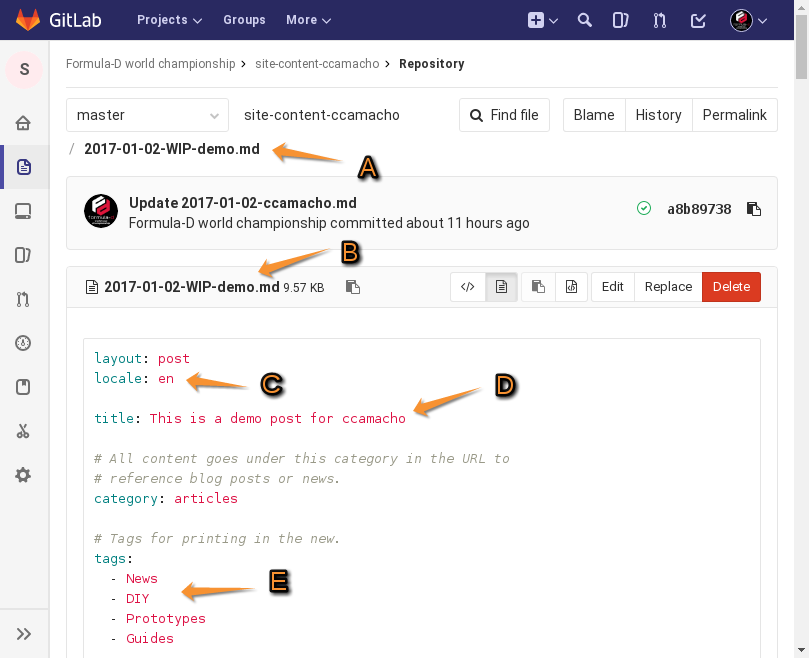 GitLab Projects Groups More
S
Formula-D world championship > site-content-ccamacho > Repository
master site-content-ccamacho Find file Blame History Permalink
/ 2017-01-02-WIP-demo.md
A
Update 2017-01-02-ccamacho.md
Formula-D world championship committed about 11 hours ago
a8b89738
B
2017-01-02-WIP-demo.md 9.57 KB </> Edit Replace Delete
layout: post
locale: en
C
D
title: This is a demo post for ccamacho
# All content goes under this category in the URL to
# reference blog posts or news.
category: articles
# Tags for printing in the new.
tags:
- News
E
- DIY
- Prototypes
- Guides